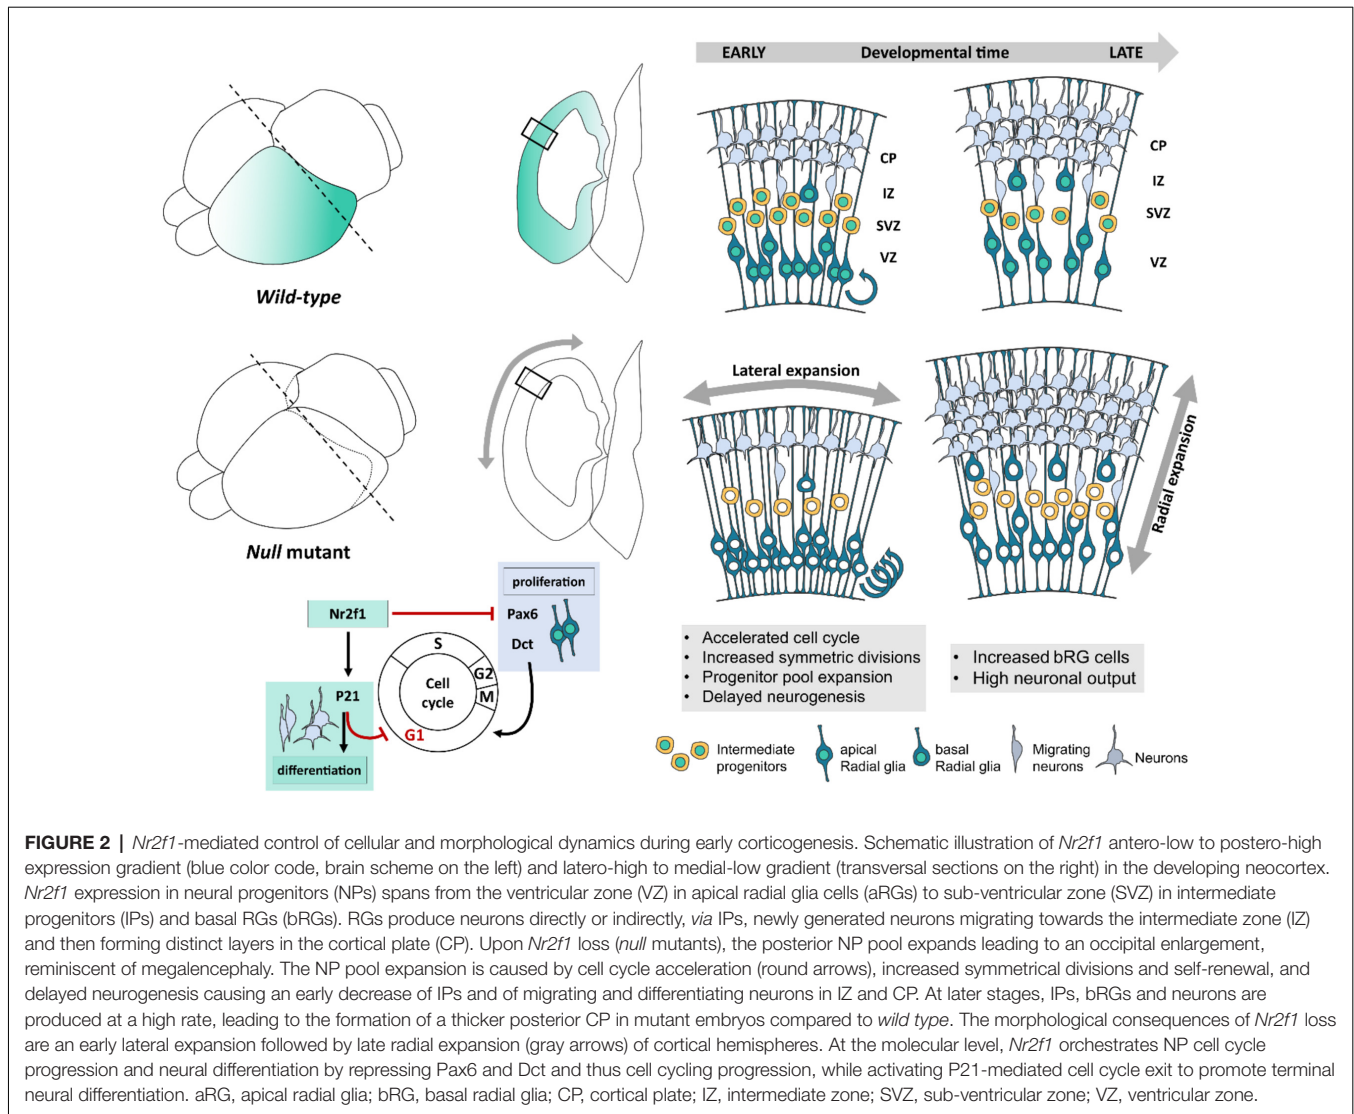 EARLY Developmental time LATE
CP
IZ
SVZ
VZ
CP
IZ
SVZ
VZ
Wild-type
Lateral expansion
Radial expansion
Null mutant
Nr2f1
proliferation
Pax6
Dct
S
G2
M
G1
Cell
cycle
P21
differentiation
• Accelerated cell cycle
• Increased symmetric divisions
• Progenitor pool expansion
• Delayed neurogenesis
• Increased bRG cells
• High neuronal output
Intermediate
progenitors
apical
Radial glia
basal
Radial glia
Migrating
neurons
Neurons
FIGURE 2 | Nr2f1-mediated control of cellular and morphological dynamics during early corticogenesis. Schematic illustration of Nr2f1 antero-low to postero-high
expression gradient (blue color code, brain scheme on the left) and latero-high to medial-low gradient (transversal sections on the right) in the developing neocortex.
Nr2f1 expression in neural progenitors (NPs) spans from the ventricular zone (VZ) in apical radial glia cells (aRGs) to sub-ventricular zone (SVZ) in intermediate
progenitors (IPs) and basal RGs (bRGs). RGs produce neurons directly or indirectly, via IPs, newly generated neurons migrating towards the intermediate zone (IZ)
and then forming distinct layers in the cortical plate (CP). Upon Nr2f1 loss (null mutants), the posterior NP pool expands leading to an occipital enlargement,
reminiscent of megalencephaly. The NP pool expansion is caused by cell cycle acceleration (round arrows), increased symmetrical divisions and self-renewal, and
delayed neurogenesis causing an early decrease of IPs and of migrating and differentiating neurons in IZ and CP. At later stages, IPs, bRGs and neurons are
produced at a high rate, leading to the formation of a thicker posterior CP in mutant embryos compared to wild type. The morphological consequences of Nr2f1 loss
are an early lateral expansion followed by late radial expansion (gray arrows) of cortical hemispheres. At the molecular level, Nr2f1 orchestrates NP cell cycle
progression and neural differentiation by repressing Pax6 and Dct and thus cell cycling progression, while activating P21-mediated cell cycle exit to promote terminal
neural differentiation. aRG, apical radial glia; bRG, basal radial glia; CP, cortical plate; IZ, intermediate zone; SVZ, sub-ventricular zone; VZ, ventricular zone.